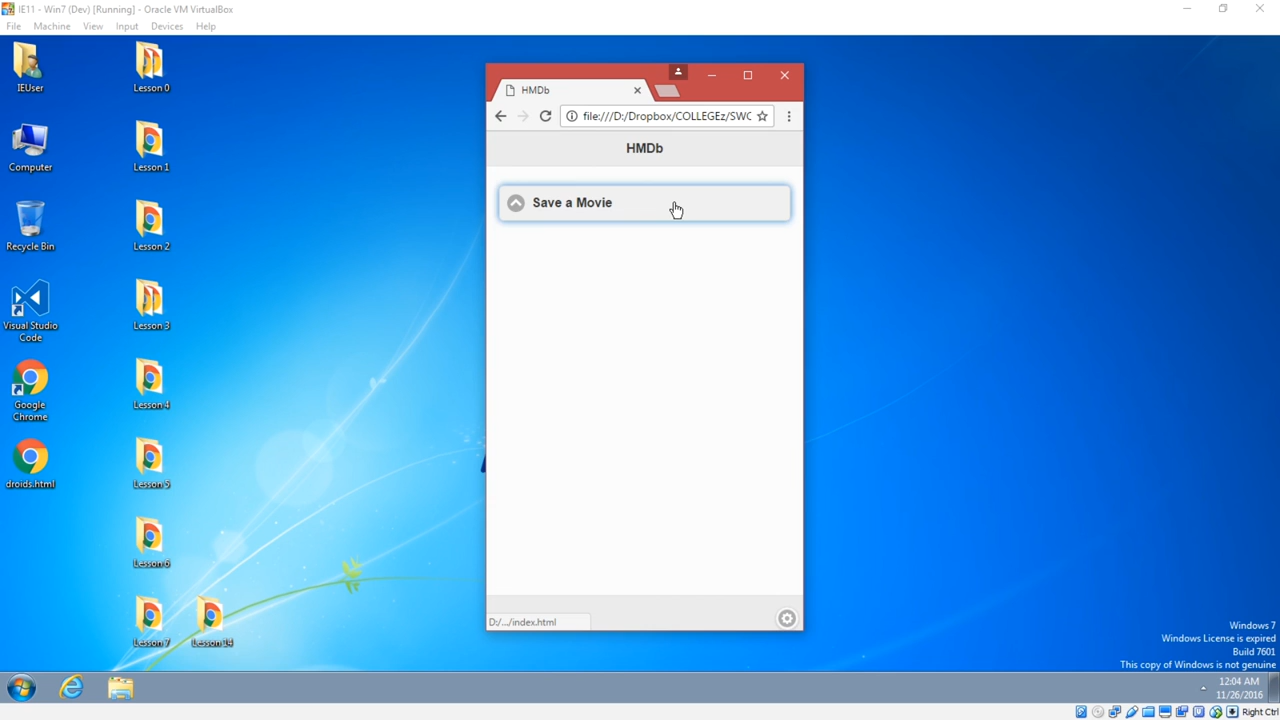 IE11 - Win7 (Dev) [Running] - Oracle VM VirtualBox
File Machine View Input Devices Help
IEUser
Lesson 0
Computer
Lesson 1
Recycle Bin
Lesson 2
Visual Studio
Code
Lesson 3
Google
Chrome
Lesson 4
droids.html
Lesson 5
Lesson 6
Lesson 7
Lesson 14
HMDb
file:///D:/Dropbox/COLLEGEz/SWC
HMDb
Save a Movie
D:/.../index.html
Windows 7
Windows License is expired
Build 7601
This copy of Windows is not genuine
12:04 AM
11/26/2016
Right Ctrl